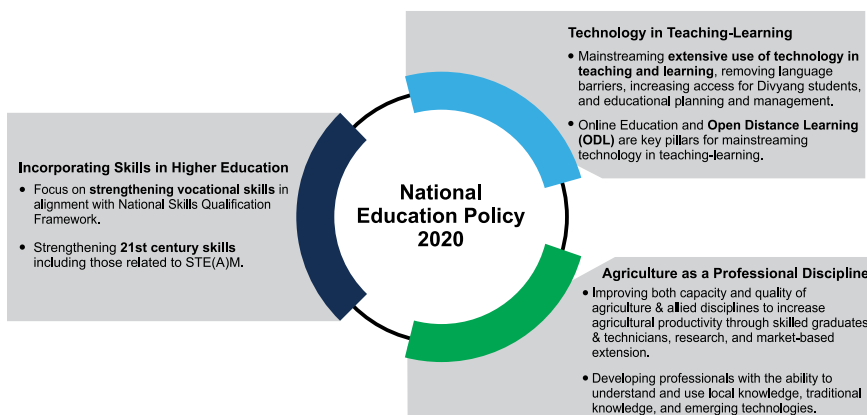 Technology in Teaching-Learning
• Mainstreaming extensive use of technology in
teaching and learning, removing language
barriers, increasing access for Divyang students,
and educational planning and management.
• Online Education and Open Distance Learning
(ODL) are key pillars for mainstreaming
technology in teaching-learning.
Incorporating Skills in Higher Education
• Focus on strengthening vocational skills in
alignment with National Skills Qualification
Framework.
• Strengthening 21st century skills
including those related to STE(A)M.
National
Education Policy
2020
Agriculture as a Professional Discipline
• Improving both capacity and quality of
agriculture & allied disciplines to increase
agricultural productivity through skilled graduates
& technicians, research, and market-based
extension.
• Developing professionals with the ability to
understand and use local knowledge, traditional
knowledge, and emerging technologies.